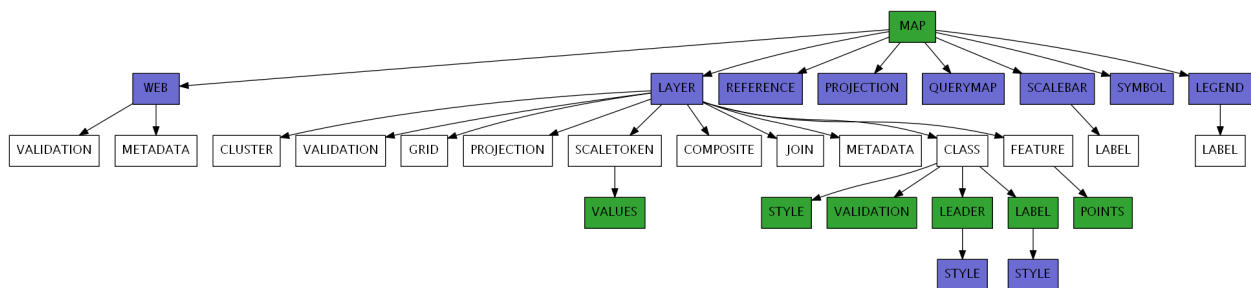 MAP
WEB
LAYER
REFERENCE
PROJECTION
QUERYMAP
SCALEBAR
SYMBOL
LEGEND
VALIDATION
METADATA
CLUSTER
VALIDATION
GRID
PROJECTION
SCALETOKEN
COMPOSITE
JOIN
METADATA
CLASS
FEATURE
LABEL
LABEL
VALUES
STYLE
VALIDATION
LEADER
LABEL
POINTS
STYLE
STYLE